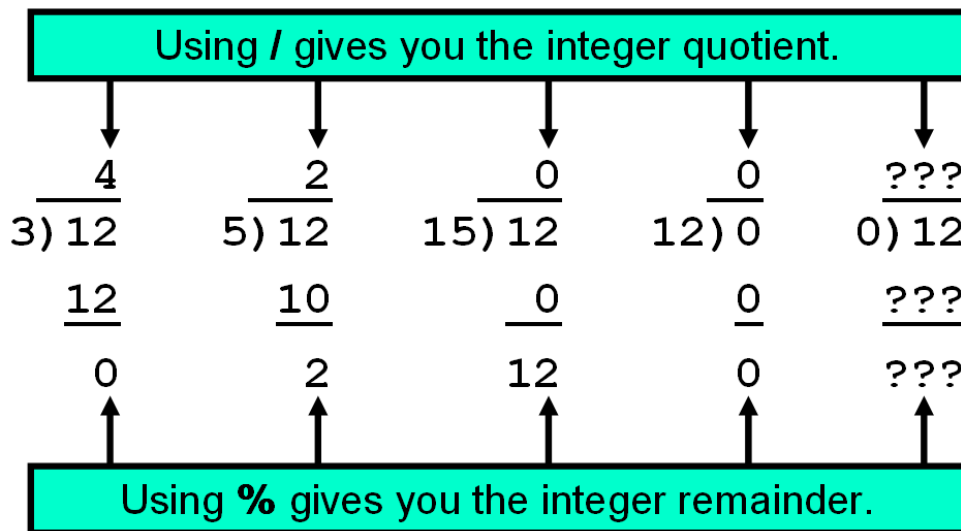 Using / gives you the integer quotient.
4 2 0 0 ???
3)12 5)12 15)12 12)0 0)12
12 10 0 0 ???
0 2 12 0 ???
Using % gives you the integer remainder.